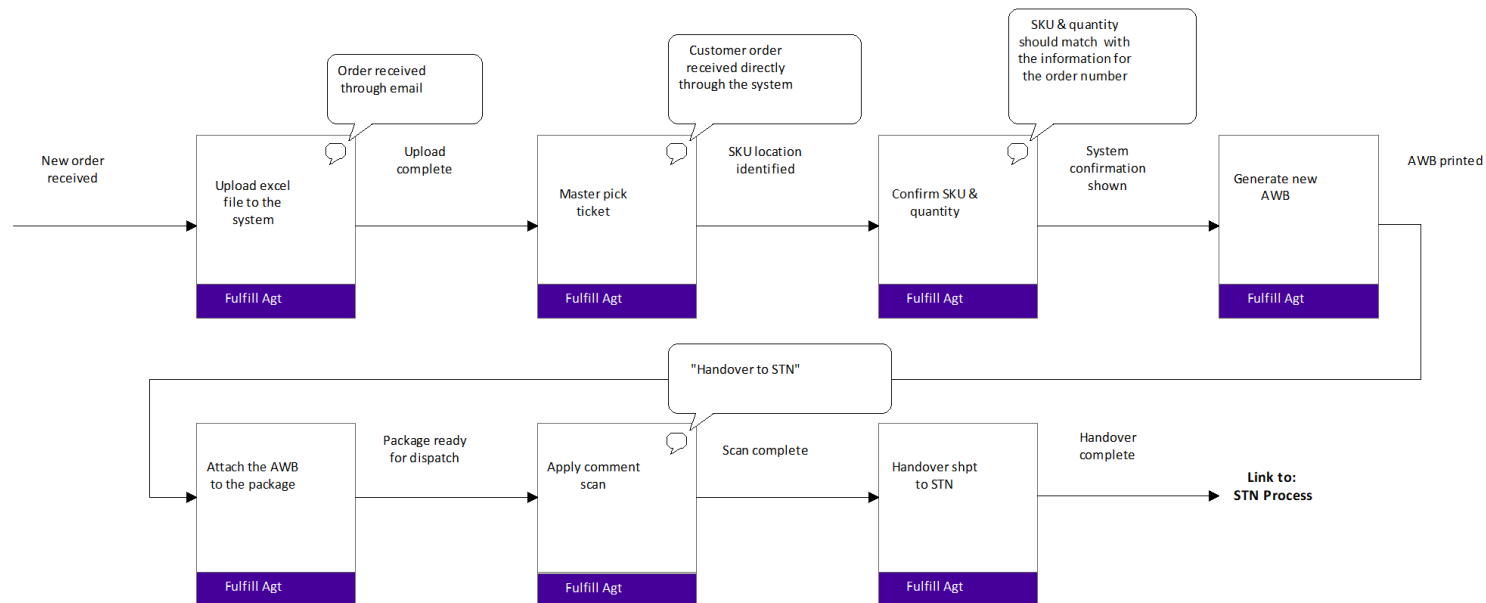 New order
received
Order received
through email
Upload excel
file to the
system
Fulfill Agt
Upload
complete
Customer order
received directly
through the system
Master pick
ticket
Fulfill Agt
SKU location
identified
SKU & quantity
should match with
the information for
the order number
Confirm SKU &
quantity
Fulfill Agt
System
confirmation
shown
Generate new
AWB
Fulfill Agt
AWB printed
Attach the AWB
to the package
Fulfill Agt
Package ready
for dispatch
"Handover to STN"
Apply comment
scan
Fulfill Agt
Scan complete
Handover shpt
to STN
Fulfill Agt
Handover
complete
Link to:
STN Process